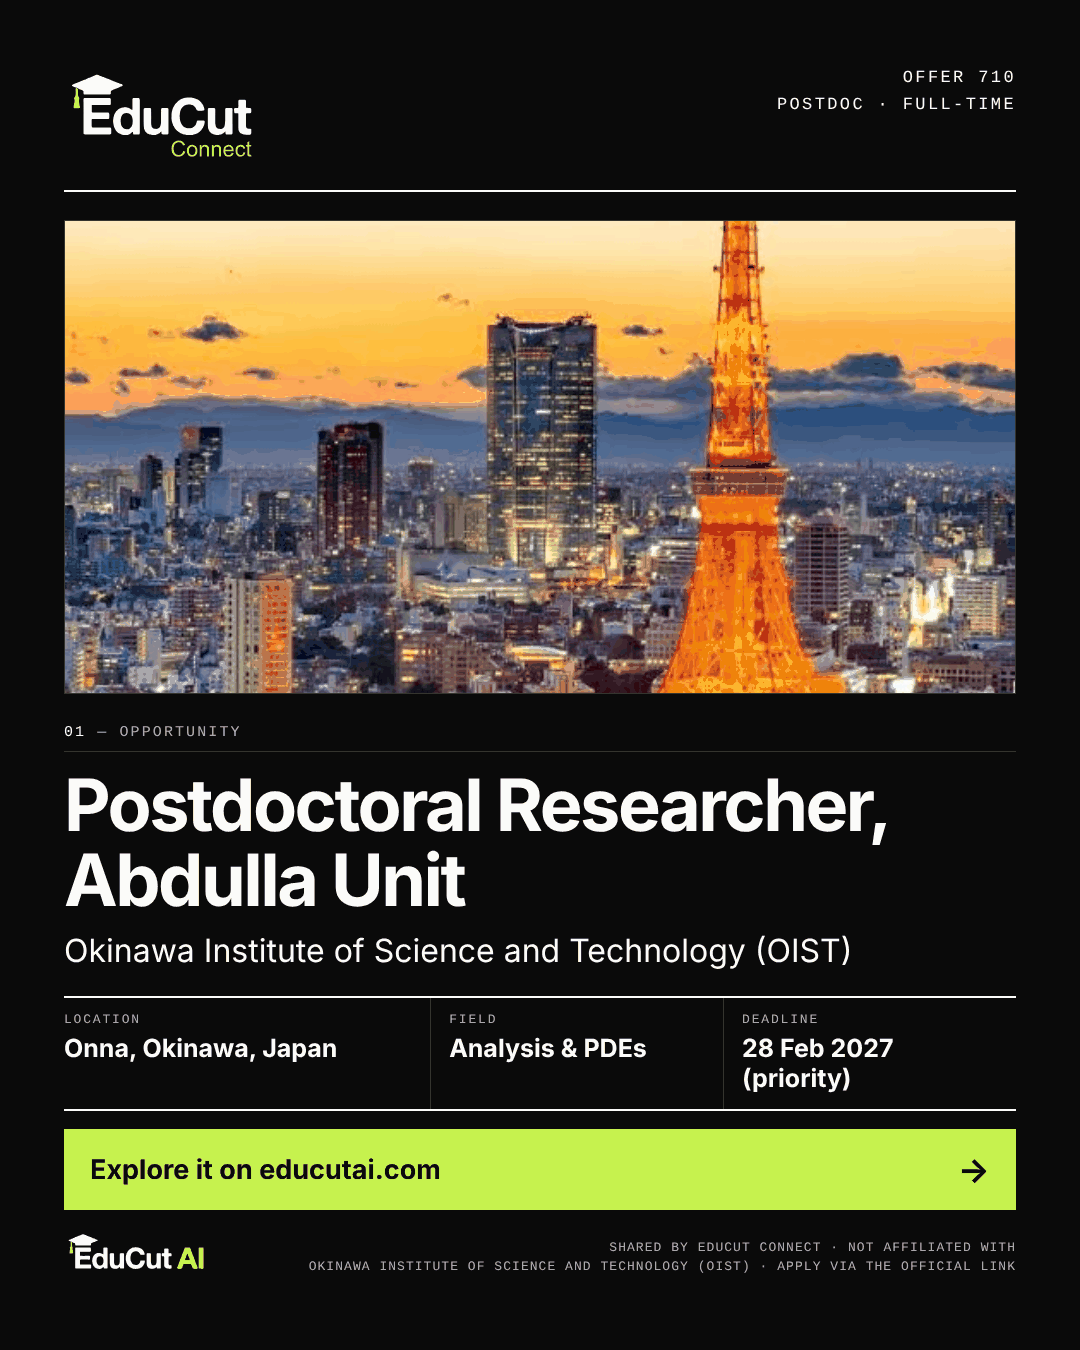 EduCut
Connect
OFFER 710
POSTDOC · FULL-TIME
01 — OPPORTUNITY
Postdoctoral Researcher,
Abdulla Unit
Okinawa Institute of Science and Technology (OIST)
LOCATION
Onna, Okinawa, Japan
FIELD
Analysis & PDEs
DEADLINE
28 Feb 2027
(priority)
Explore it on educutai.com →
EduCut AI
SHARED BY EDUCUT CONNECT · NOT AFFILIATED WITH
OKINAWA INSTITUTE OF SCIENCE AND TECHNOLOGY (OIST) · APPLY VIA THE OFFICIAL LINK